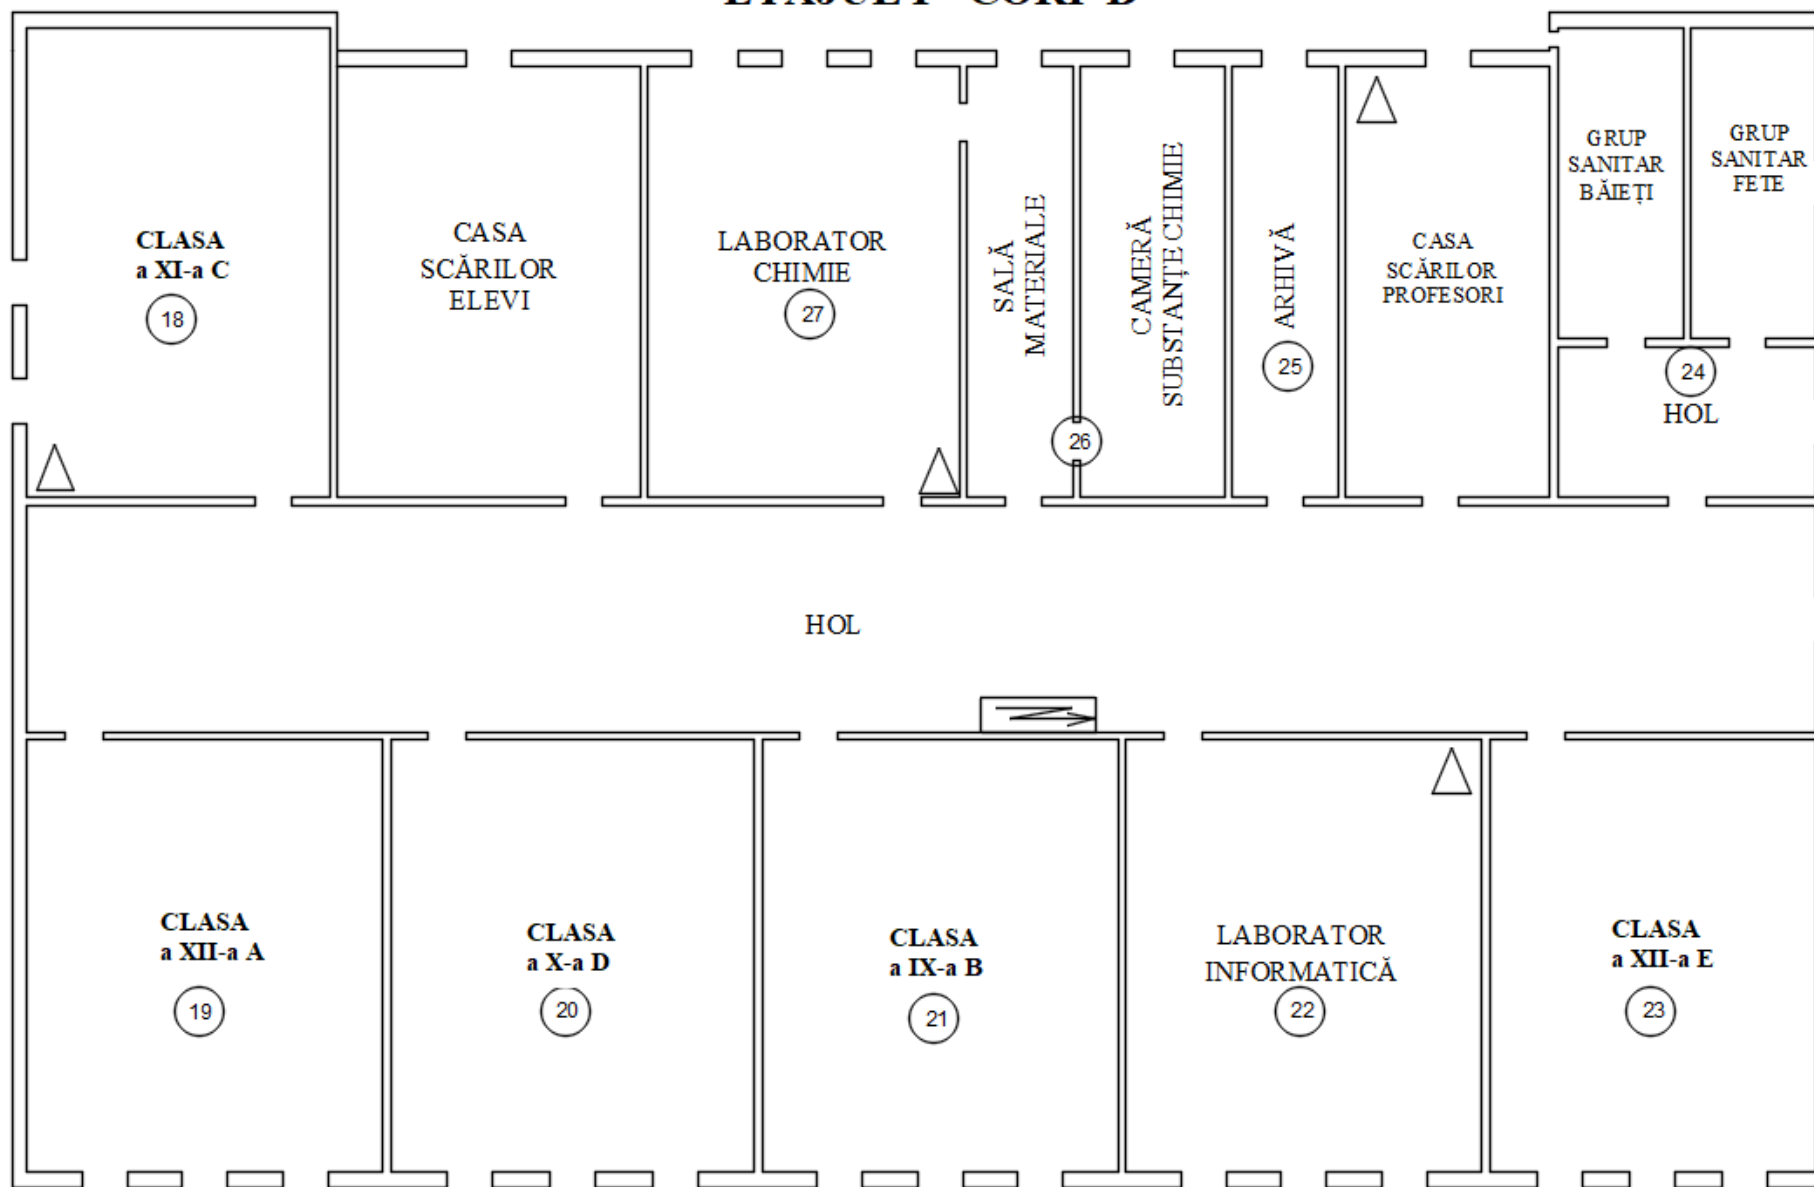 CLASA
a XI-a C
18
CASA
SCĂRILOR
ELEVI
LABORATOR
CHIMIE
27
SALĂ
MATERIALE
26
CAMERĂ
SUBSTANȚE CHIMIE
ARHIVĂ
25
CASA
SCĂRILOR
PROFESORI
GRUP
SANITAR
BĂIEȚI
GRUP
SANITAR
FETE
24
HOL
HOL
CLASA
a XII-a A
19
CLASA
a X-a D
20
CLASA
a IX-a B
21
LABORATOR
INFORMATICĂ
22
CLASA
a XII-a E
23